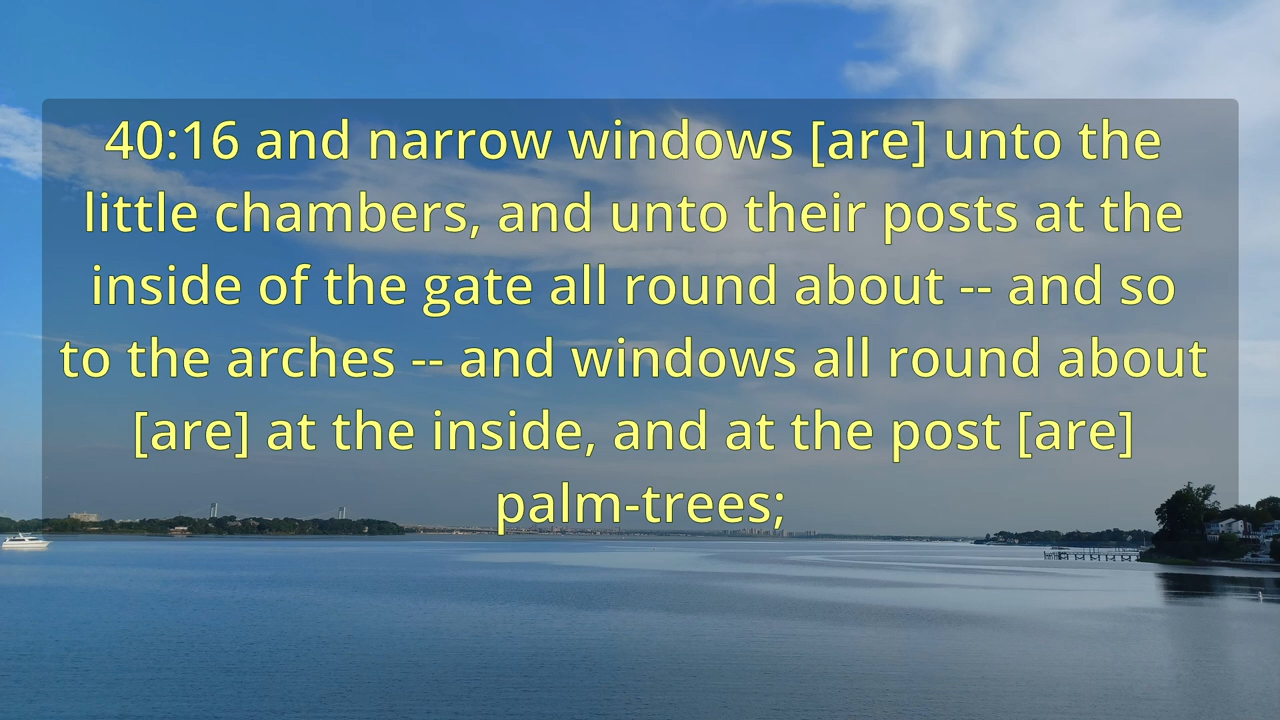 40:16 and narrow windows [are] unto the
little chambers, and unto their posts at the
inside of the gate all round about -- and so
to the arches -- and windows all round about
[are] at the inside, and at the post [are]
palm-trees;